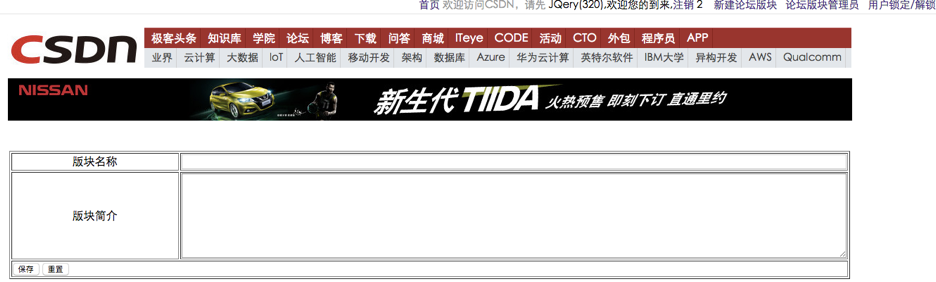 首页 欢迎访问CSDN，请先 JQery(320),欢迎您的到来,注销 2 新建论坛版块 论坛版块管理员 用户锁定/解锁
CSDN
极客头条 知识库 学院 论坛 博客 下载 问答 商城 ITeye CODE 活动 CTO 外包 程序员 APP
业界 云计算 大数据 IoT 人工智能 移动开发 架构 数据库 Azure 华为云计算 英特尔软件 IBM大学 异构开发 AWS Qualcomm
NISSAN
新生代 TIIDA 火热预售 即刻下订 直通里约
版块名称
版块简介
保存 重置